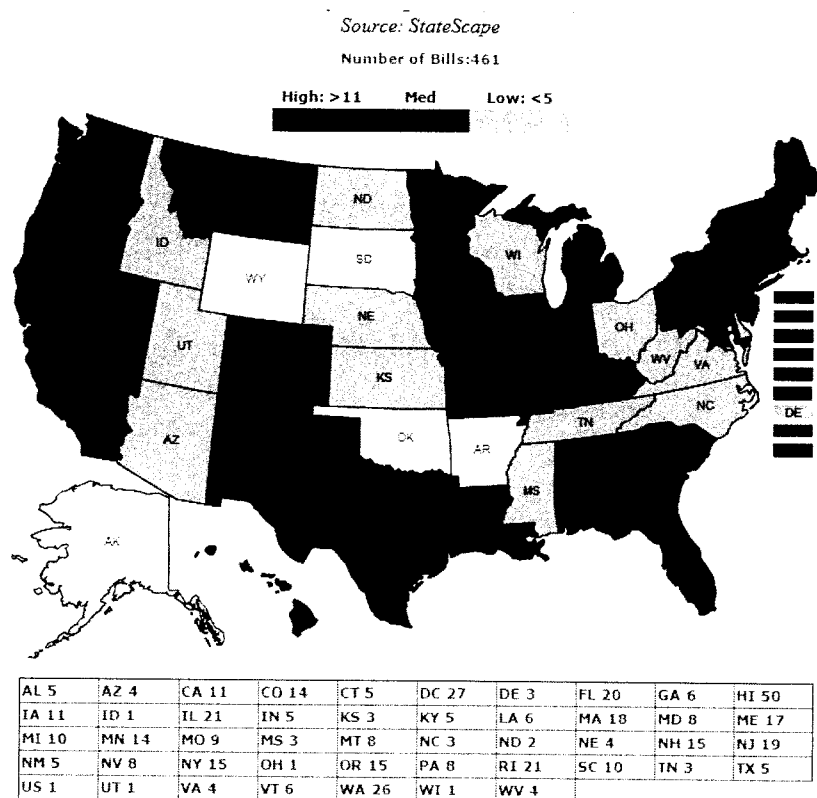 Source: StateScape
Number of Bills:461
High: >11 Med Low: <5
ND
ID
WI
SD
WY
NE
OH
UT
WV
VA
KS
NC
DE
AZ
TN
OK
AR
MS
AK
AL 5 AZ 4 CA 11 CO 14 CT 5 DC 27 DE 3 FL 20 GA 6 HI 50
IA 11 ID 1 IL 21 IN 5 KS 3 KY 5 LA 6 MA 18 MD 8 ME 17
MI 10 MN 14 MO 9 MS 3 MT 8 NC 3 ND 2 NE 4 NH 15 NJ 19
NM 5 NV 8 NY 15 OH 1 OR 15 PA 8 RI 21 SC 10 TN 3 TX 5
US 1 UT 1 VA 4 VT 6 WA 26 WI 1 WV 4